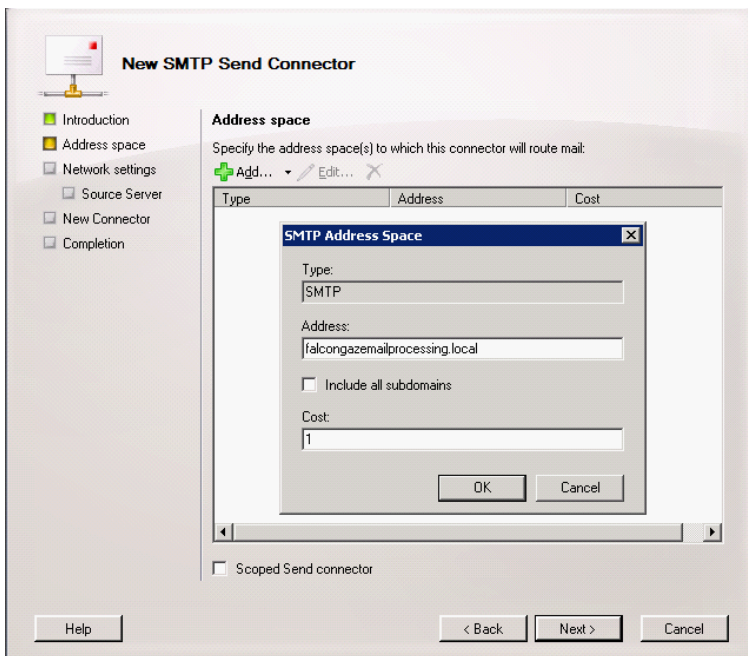 New SMTP Send Connector
Introduction
Address space
Network settings
Source Server
New Connector
Completion
Address space
Specify the address space(s) to which this connector will route mail:
Add... Edit...
Type Address Cost
SMTP Address Space
Type:
SMTP
Address:
falcongazemailprocessing.local
Include all subdomains
Cost:
1
OK Cancel
Scoped Send connector
Help < Back Next > Cancel